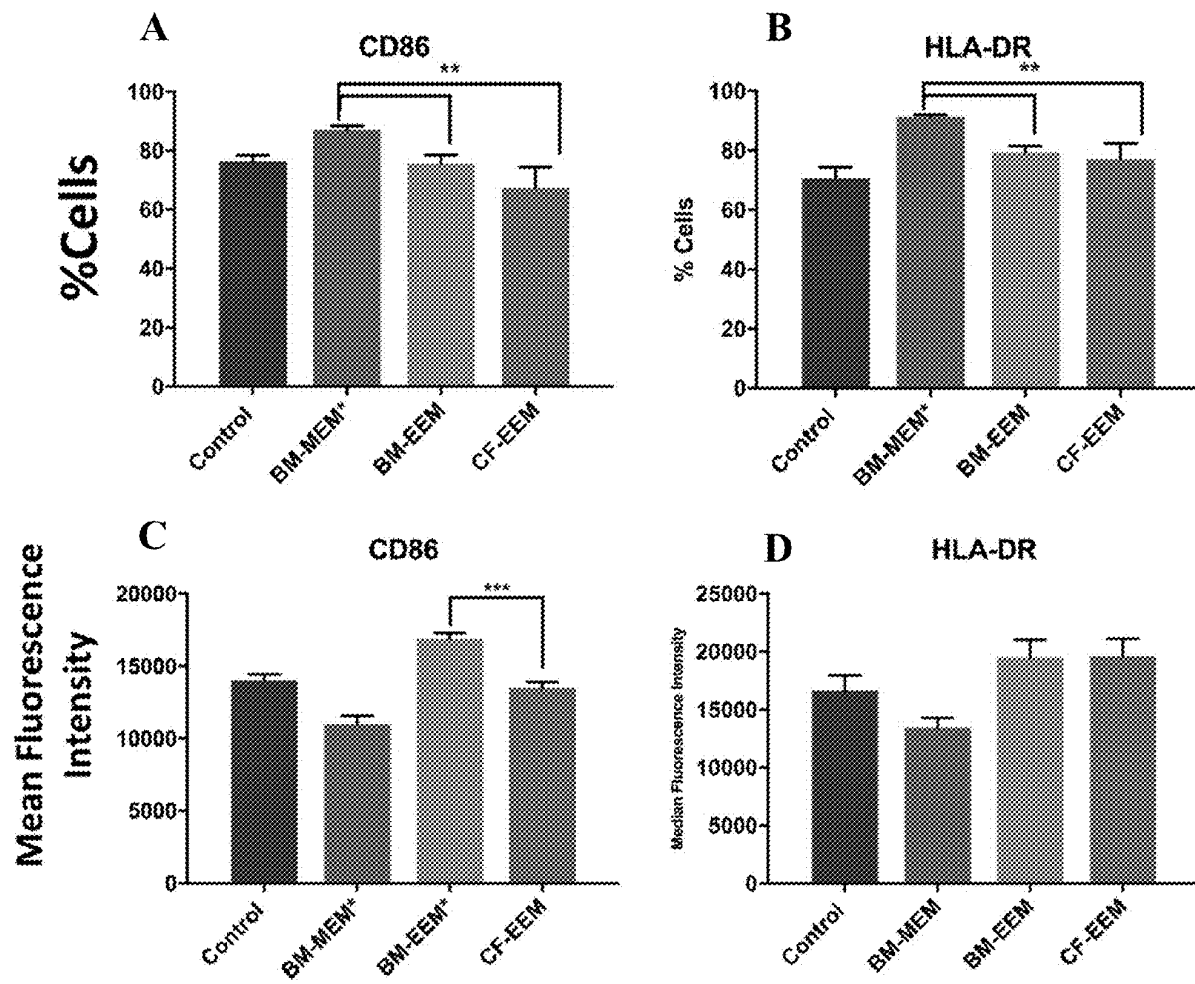 A
CD86
**
100
80
60
40
20
0
%Cells
Control
BM-MEM*
BM-EEM
CF-EEM
B
HLA-DR
**
100
80
60
40
20
0
% Cells
Control
BM-MEM*
BM-EEM
CF-EEM
C
CD86
***
20000
15000
10000
5000
0
Mean Fluorescence
Intensity
Control
BM-MEM*
BM-EEM*
CF-EEM
D
HLA-DR
25000
20000
15000
10000
5000
0
Median Fluorescence Intensity
Control
BM-MEM
BM-EEM
CF-EEM